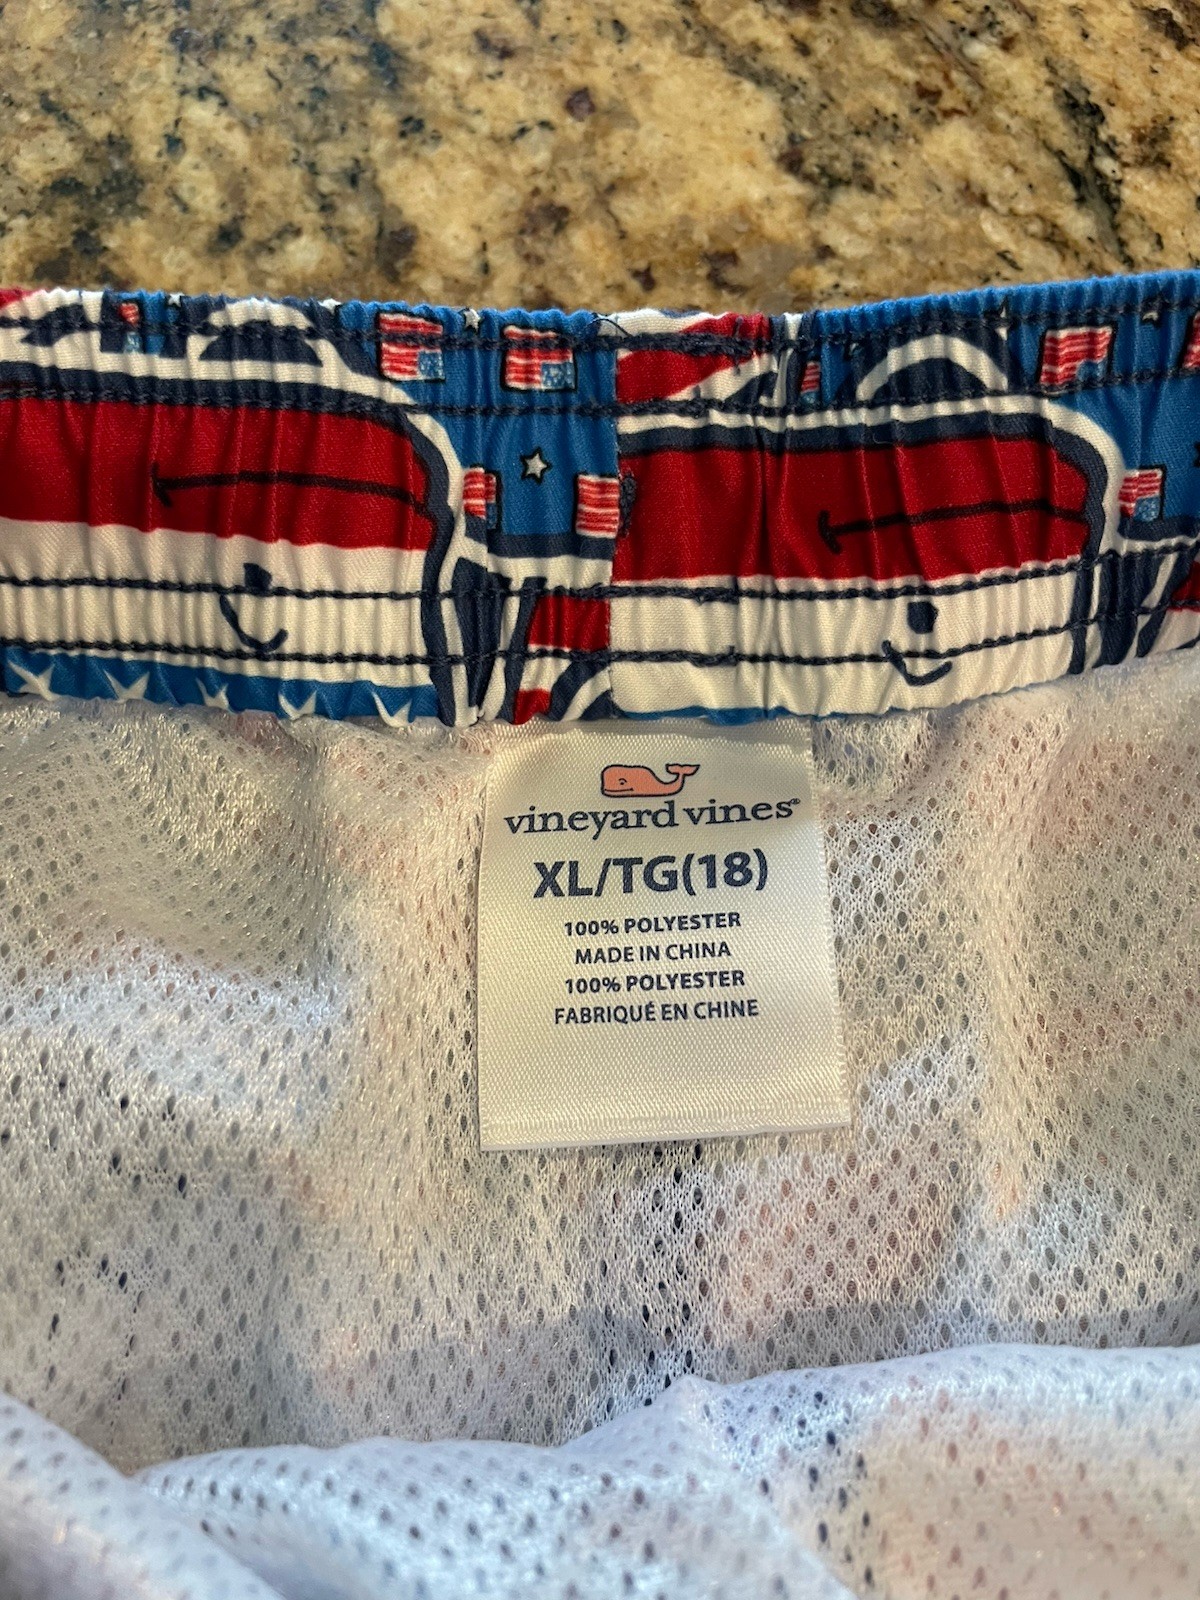 vineyard vines®
XL/TG(18)
100% POLYESTER
MADE IN CHINA
100% POLYESTER
FABRIQUÉ EN CHINE